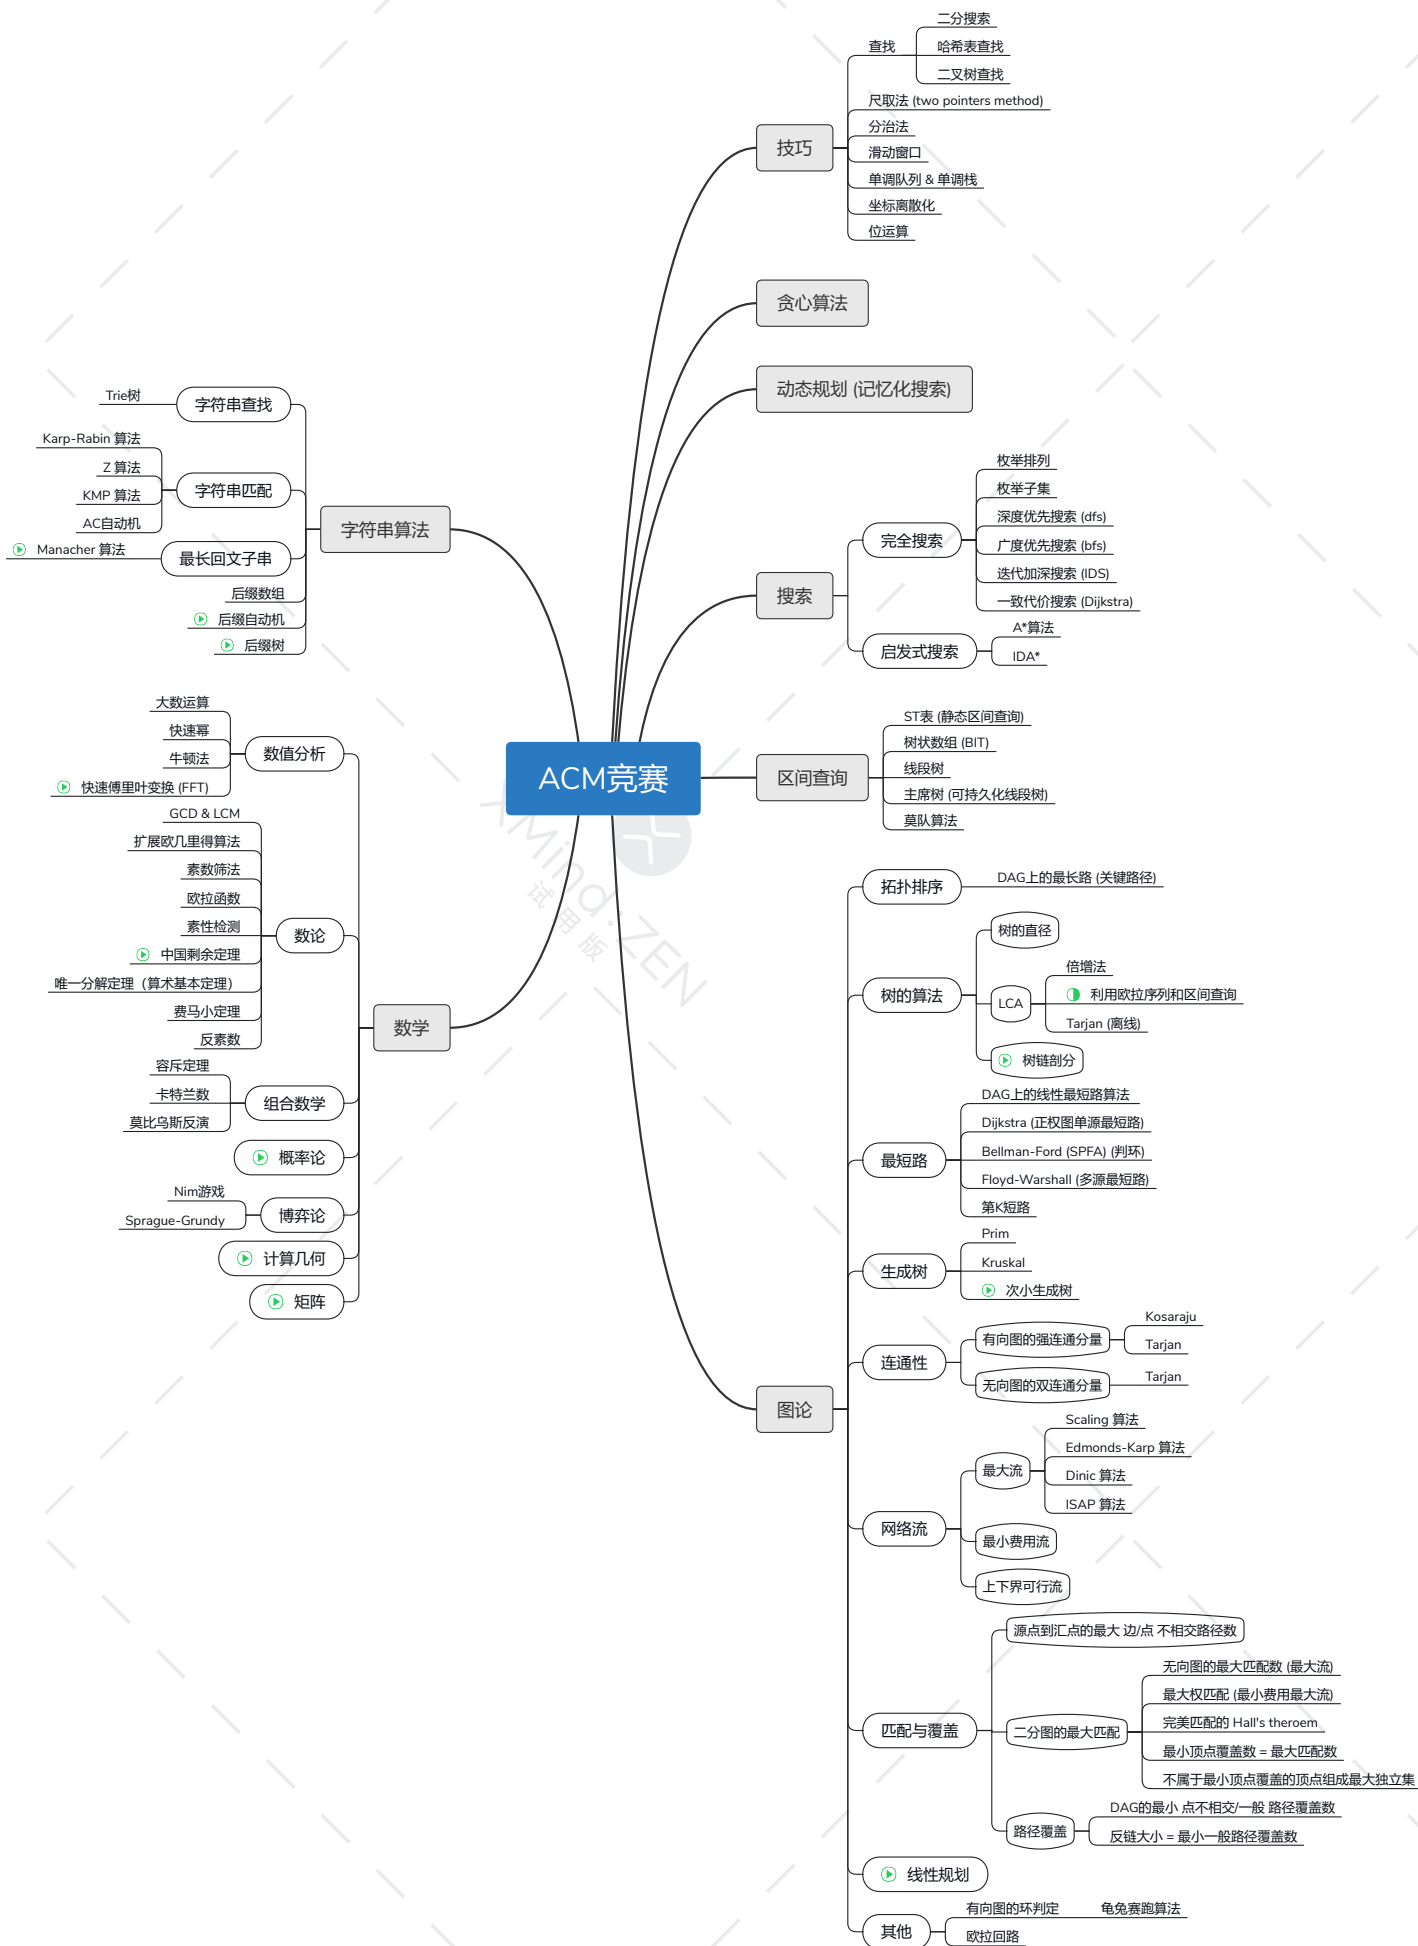 ACM竞赛
技巧
查找
二分搜索
哈希表查找
二叉树查找
尺取法 (two pointers method)
分治法
滑动窗口
单调队列 & 单调栈
坐标离散化
位运算
贪心算法
动态规划 (记忆化搜索)
搜索
完全搜索
枚举排列
枚举子集
深度优先搜索 (dfs)
广度优先搜索 (bfs)
迭代加深搜索 (IDS)
一致代价搜索 (Dijkstra)
启发式搜索
A*算法
IDA*
区间查询
ST表 (静态区间查询)
树状数组 (BIT)
线段树
主席树 (可持久化线段树)
莫队算法
图论
拓扑排序
DAG上的最长路 (关键路径)
树的算法
树的直径
LCA
倍增法
利用欧拉序列和区间查询
Tarjan (离线)
树链剖分
最短路
DAG上的线性最短路算法
Dijkstra (正权图单源最短路)
Bellman-Ford (SPFA) (判环)
Floyd-Warshall (多源最短路)
第K短路
生成树
Prim
Kruskal
次小生成树
连通性
有向图的强连通分量
Kosaraju
Tarjan
无向图的双连通分量
Tarjan
网络流
最大流
Scaling 算法
Edmonds-Karp 算法
Dinic 算法
ISAP 算法
最小费用流
上下界可行流
匹配与覆盖
源点到汇点的最大 边/点 不相交路径数
二分图的最大匹配
无向图的最大匹配数 (最大流)
最大权匹配 (最小费用最大流)
完美匹配的 Hall's theroem
最小顶点覆盖数 = 最大匹配数
不属于最小顶点覆盖的顶点组成最大独立集
路径覆盖
DAG的最小 点不相交/一般 路径覆盖数
反链大小 = 最小一般路径覆盖数
线性规划
其他
有向图的环判定
龟兔赛跑算法
欧拉回路
字符串算法
字符串查找
Trie树
字符串匹配
Karp-Rabin 算法
Z 算法
KMP 算法
AC自动机
最长回文子串
Manacher 算法
后缀数组
后缀自动机
后缀树
数学
数值分析
大数运算
快速幂
牛顿法
快速傅里叶变换 (FFT)
数论
GCD & LCM
扩展欧几里得算法
素数筛法
欧拉函数
素性检测
中国剩余定理
唯一分解定理（算术基本定理）
费马小定理
反素数
组合数学
容斥定理
卡特兰数
莫比乌斯反演
概率论
博弈论
Nim游戏
Sprague-Grundy
计算几何
矩阵
XMind:ZEN
试用版